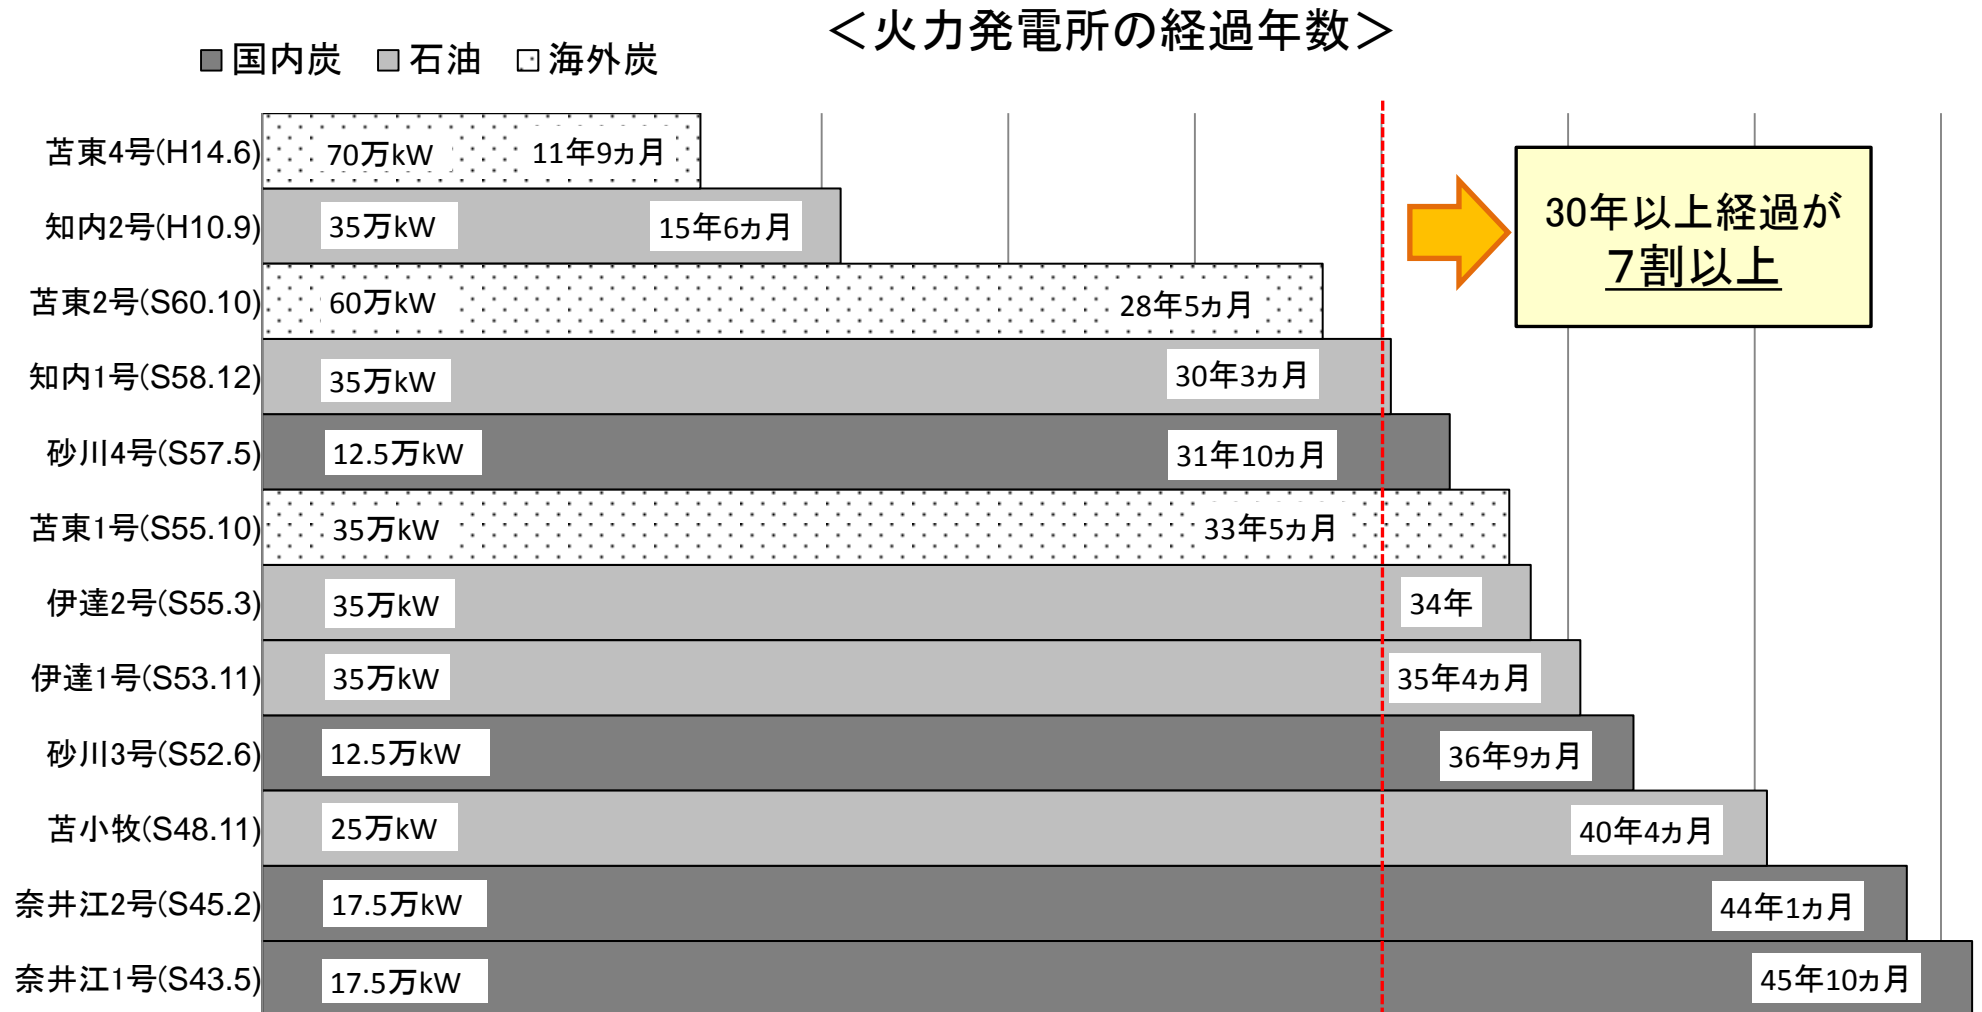 ＜火力発電所の経過年数＞
国内炭 石油 海外炭
苫東4号(H14.6) 70万kW 11年9ヵ月
知内2号(H10.9) 35万kW 15年6ヵ月
30年以上経過が
７割以上
苫東2号(S60.10) 60万kW 28年5ヵ月
知内1号(S58.12) 35万kW 30年3ヵ月
砂川4号(S57.5) 12.5万kW 31年10ヵ月
苫東1号(S55.10) 35万kW 33年5ヵ月
伊達2号(S55.3) 35万kW 34年
伊達1号(S53.11) 35万kW 35年4ヵ月
砂川3号(S52.6) 12.5万kW 36年9ヵ月
苫小牧(S48.11) 25万kW 40年4ヵ月
奈井江2号(S45.2) 17.5万kW 44年1ヵ月
奈井江1号(S43.5) 17.5万kW 45年10ヵ月